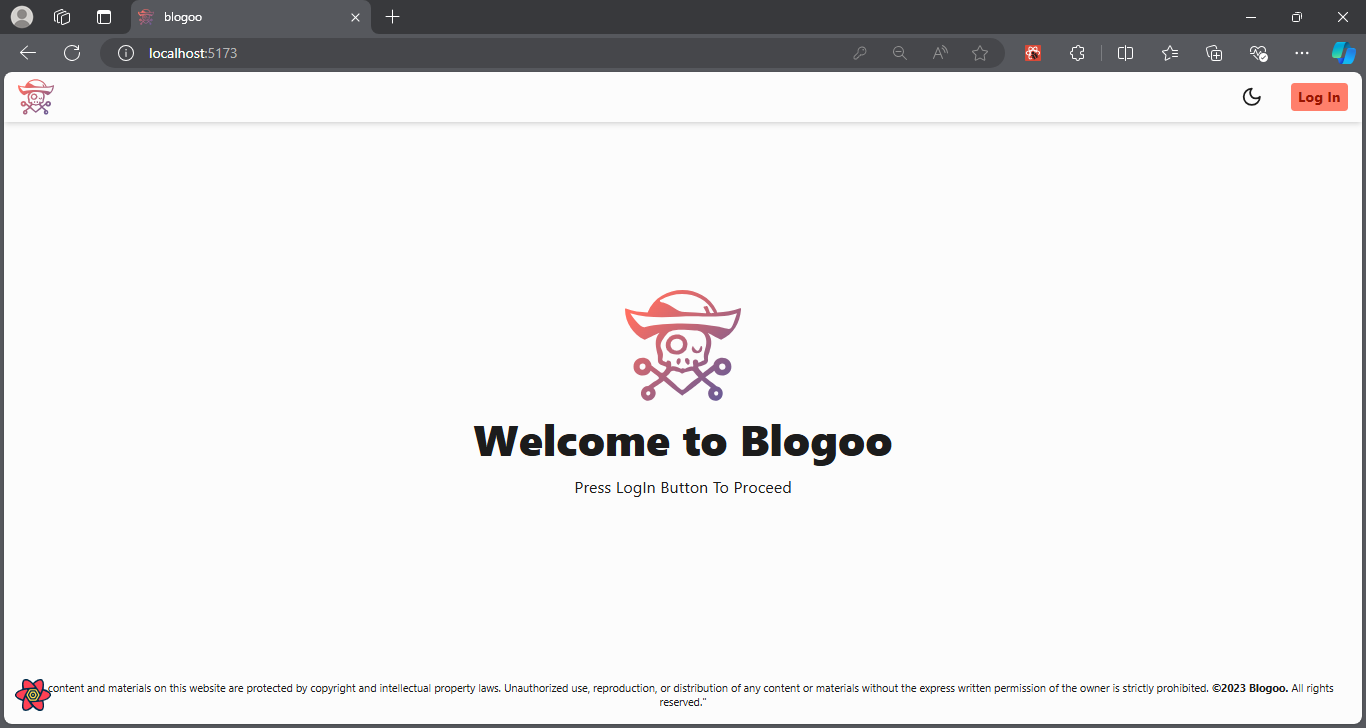 blogoo
localhost:5173
Log In
Welcome to Blogoo
Press LogIn Button To Proceed
content and materials on this website are protected by copyright and intellectual property laws. Unauthorized use, reproduction, or distribution of any content or materials without the express written permission of the owner is strictly prohibited. ©2023 Blogoo. All rights
reserved."